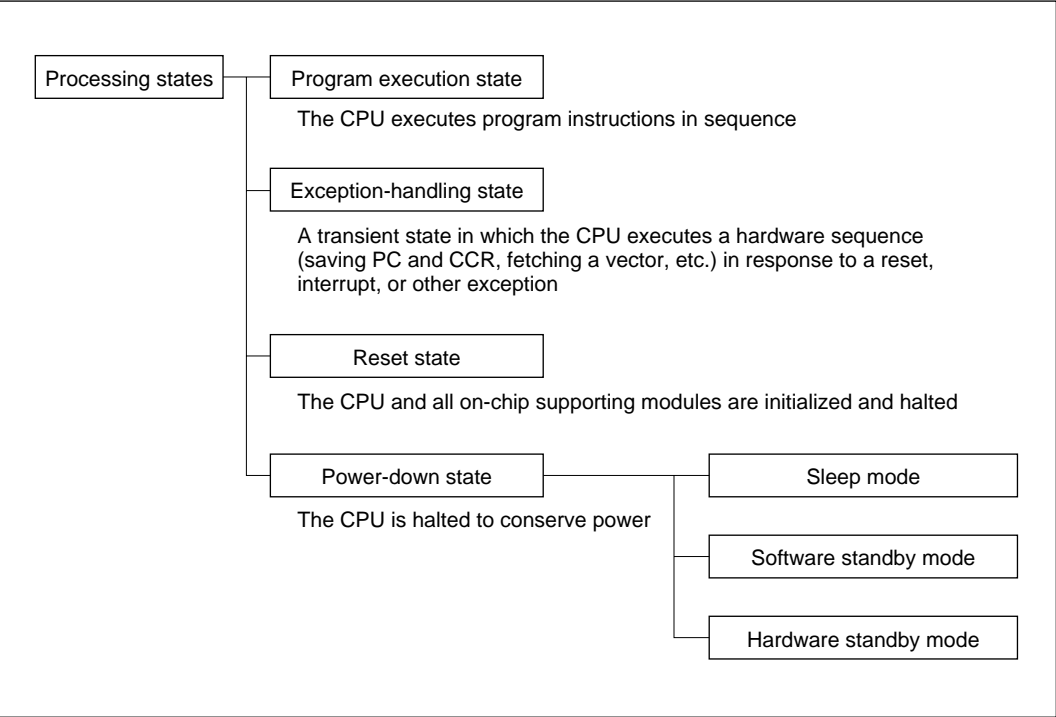 Processing states
Program execution state
The CPU executes program instructions in sequence
Exception-handling state
A transient state in which the CPU executes a hardware sequence
(saving PC and CCR, fetching a vector, etc.) in response to a reset,
interrupt, or other exception
Reset state
The CPU and all on-chip supporting modules are initialized and halted
Power-down state
Sleep mode
The CPU is halted to conserve power
Software standby mode
Hardware standby mode